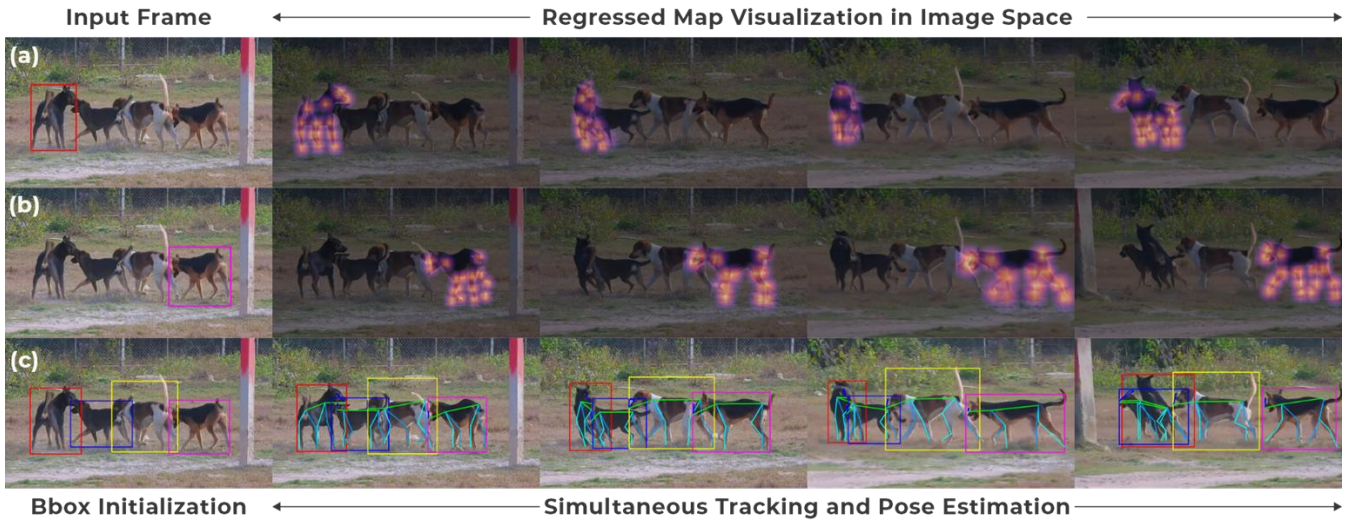 Input Frame
Regressed Map Visualization in Image Space
(a)
(b)
(c)
Bbox Initialization
Simultaneous Tracking and Pose Estimation